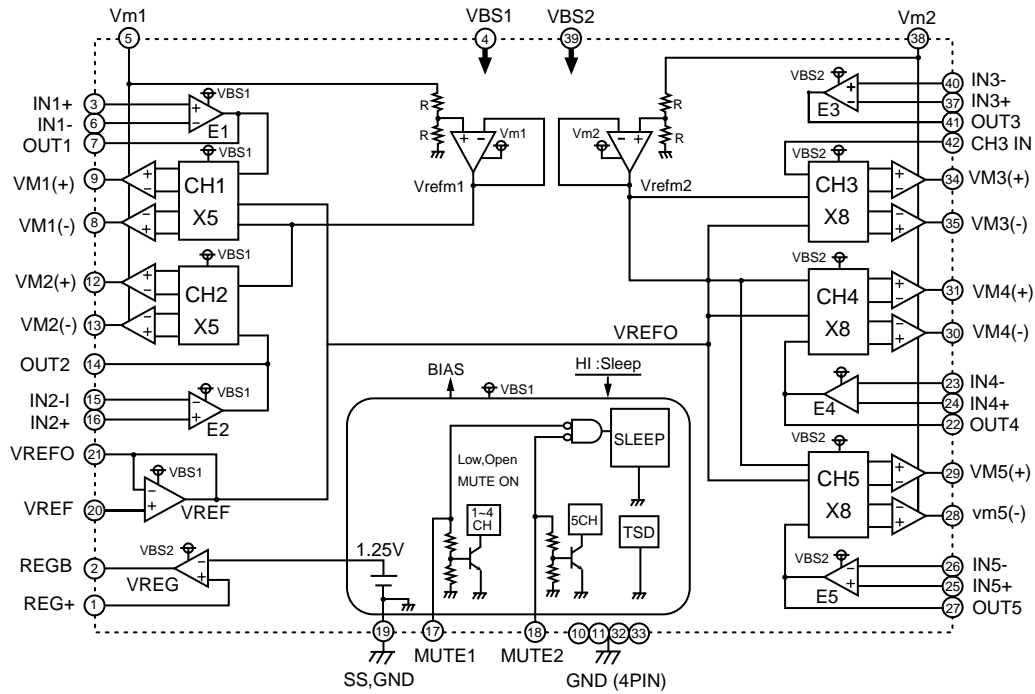 Vm1
VBS1
VBS2
Vm2
5
4
39
38
IN1+
3
IN1-
6
OUT1
7
+
−
VBS1
E1
VBS1
VM1(+)
9
VM1(-)
8
CH1
X5
VM2(+)
12
VM2(-)
13
VBS1
CH2
X5
OUT2
14
IN2-I
15
IN2+
16
VBS1
E2
VREFO
21
VREF
20
VBS1
VREF
REGB
2
REG+
1
VBS2
VREG
R
R
Vm1
Vrefm1
R
R
Vm2
Vrefm2
VREFO
BIAS
VBS1
HI :Sleep
SLEEP
Low,Open
MUTE ON
1~4
CH
5CH
TSD
1.25V
19
SS,GND
17
MUTE1
18
MUTE2
10 11 32 33
GND (4PIN)
VBS2
E3
40
IN3-
37
IN3+
41
OUT3
42
CH3 IN
VBS2
CH3
X8
34
VM3(+)
35
VM3(-)
VBS2
CH4
X8
31
VM4(+)
30
VM4(-)
E4
23
IN4-
24
IN4+
22
OUT4
VBS2
CH5
X8
29
VM5(+)
28
vm5(-)
VBS2
E5
26
IN5-
25
IN5+
27
OUT5